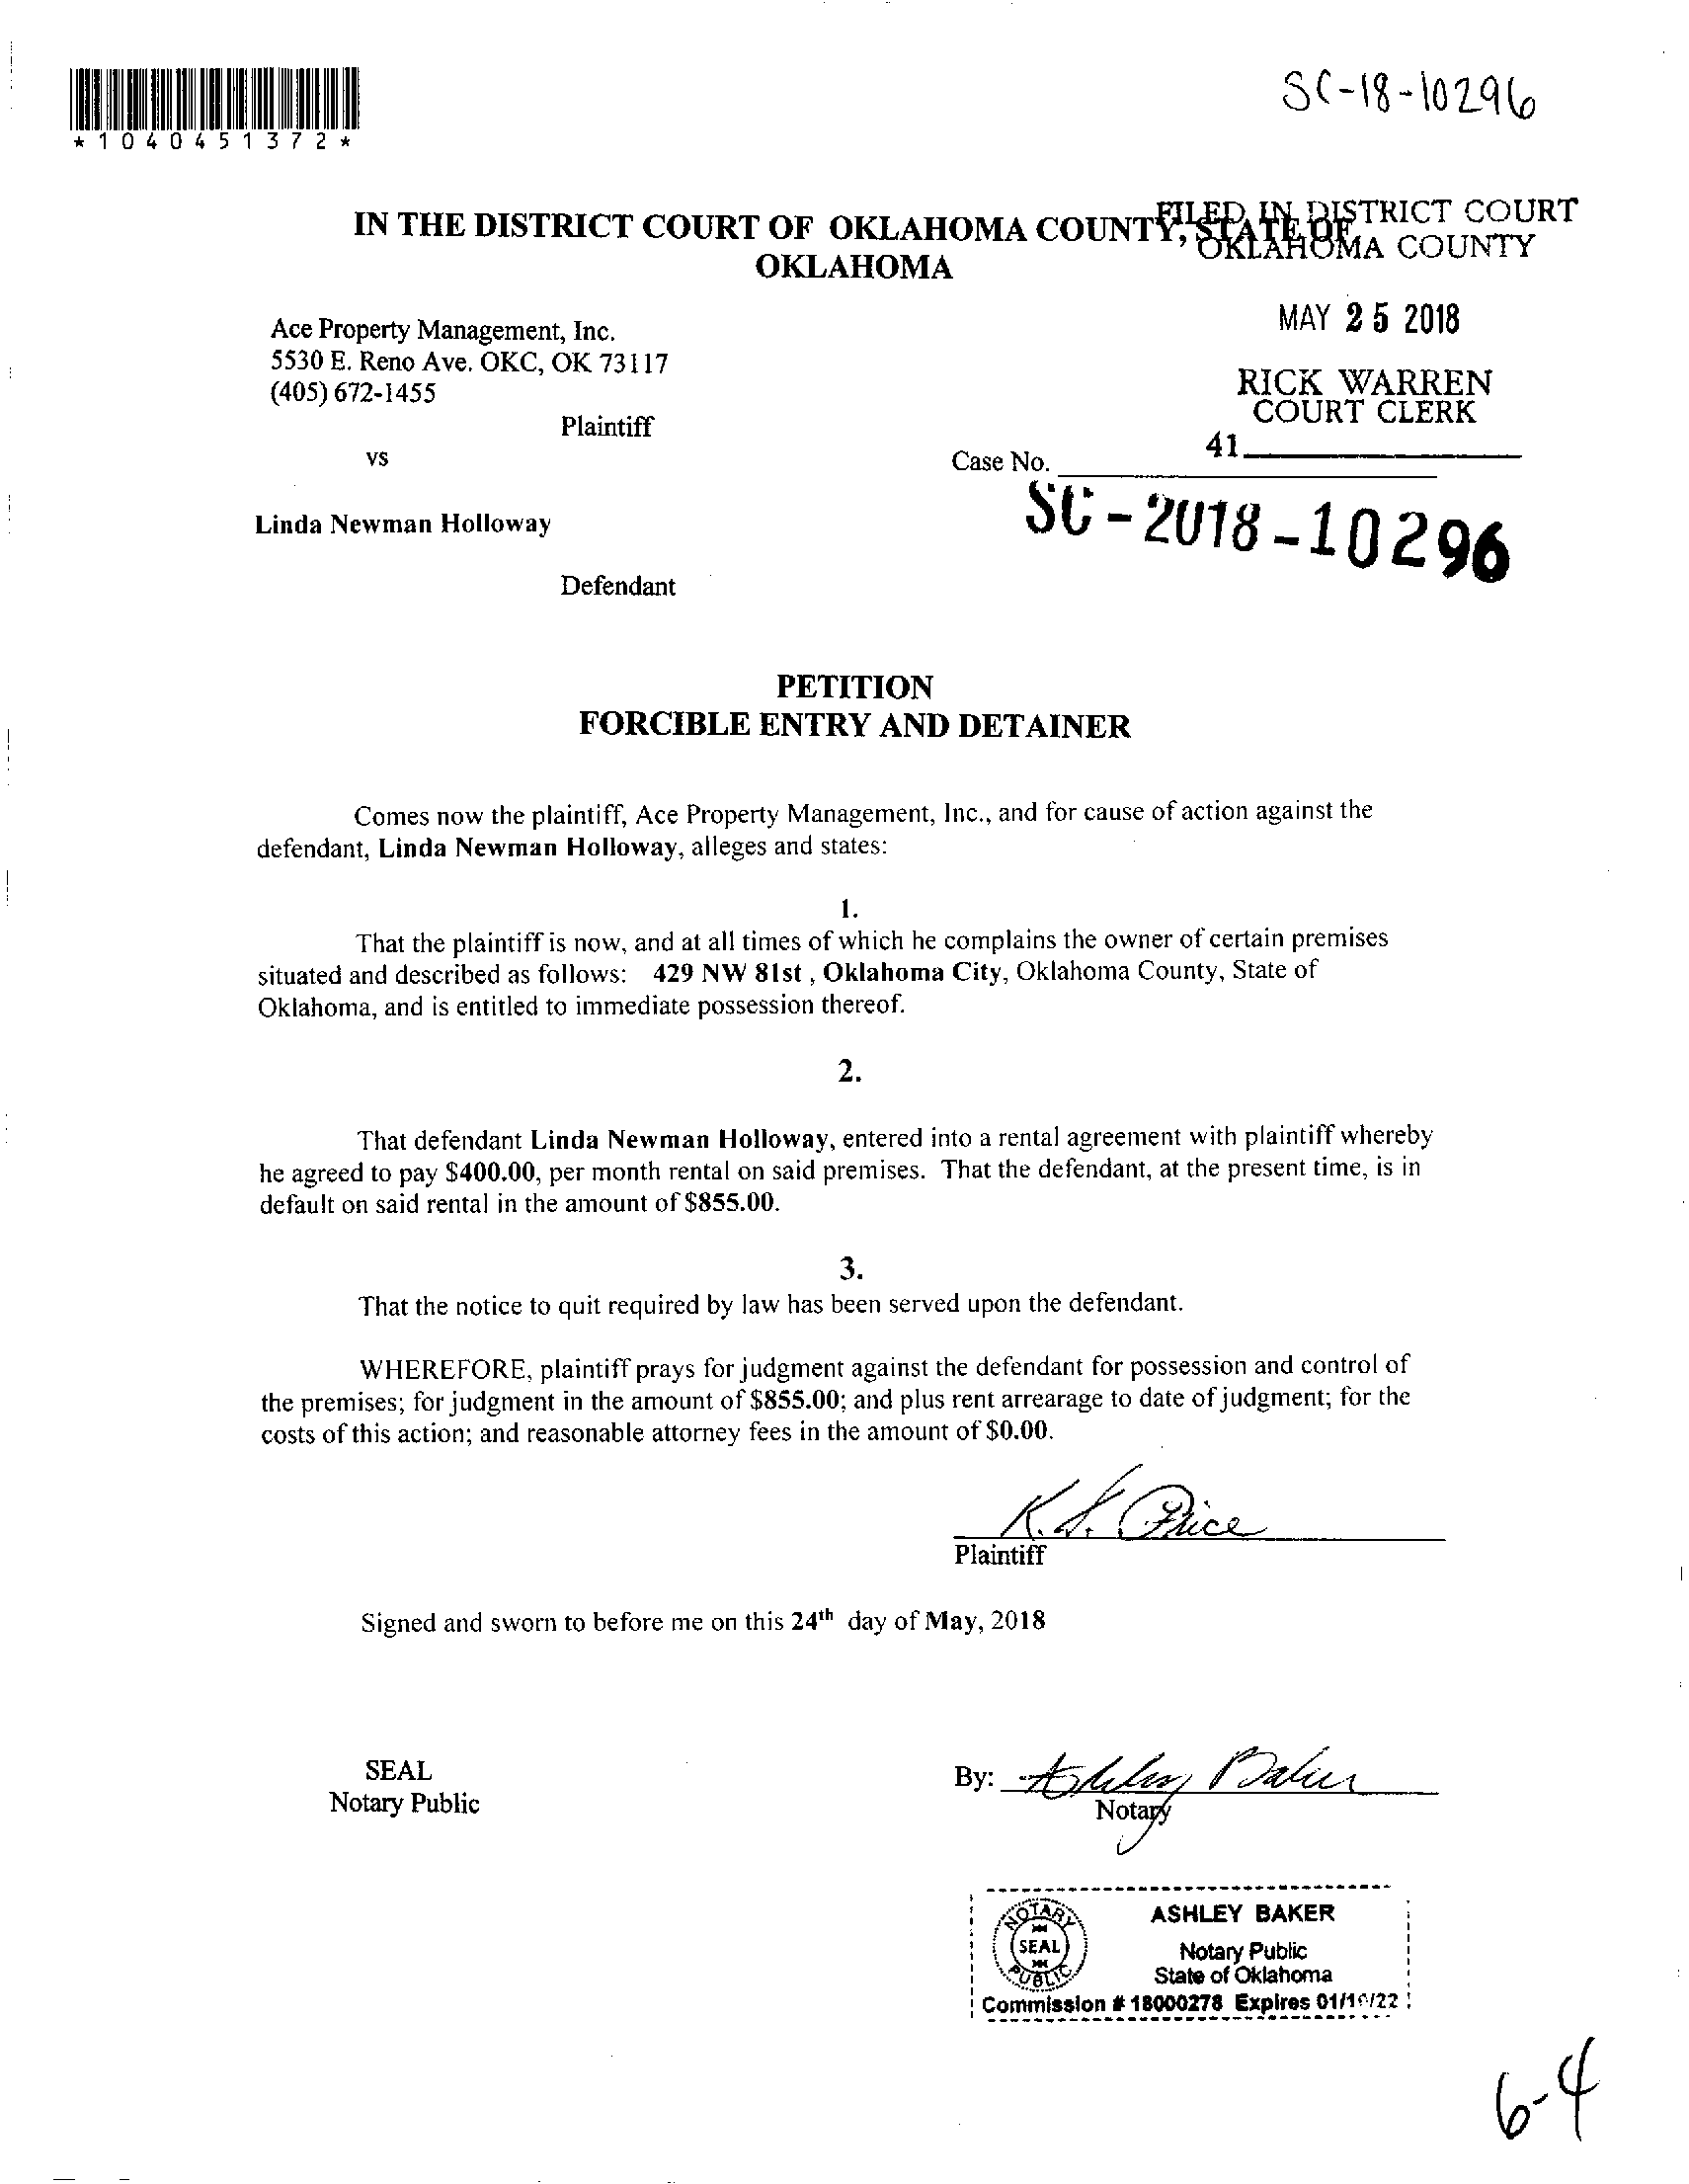 SC-18-10296
*1040451372*
FILED IN DISTRICT COURT
OKLAHOMA COUNTY
IN THE DISTRICT COURT OF OKLAHOMA COUNTY, STATE OF
OKLAHOMA
MAY 25 2018
RICK WARREN
COURT CLERK
41
Ace Property Management, Inc.
5530 E. Reno Ave. OKC, OK 73117
(405) 672-1455
Plaintiff
vs
Case No.
SC-2018-10296
Linda Newman Holloway
Defendant
PETITION
FORCIBLE ENTRY AND DETAINER
Comes now the plaintiff, Ace Property Management, Inc., and for cause of action against the
defendant, Linda Newman Holloway, alleges and states:
1.
That the plaintiff is now, and at all times of which he complains the owner of certain premises
situated and described as follows: 429 NW 81st , Oklahoma City, Oklahoma County, State of
Oklahoma, and is entitled to immediate possession thereof.
2.
That defendant Linda Newman Holloway, entered into a rental agreement with plaintiff whereby
he agreed to pay $400.00, per month rental on said premises. That the defendant, at the present time, is in
default on said rental in the amount of $855.00.
3.
That the notice to quit required by law has been served upon the defendant.
WHEREFORE, plaintiff prays for judgment against the defendant for possession and control of
the premises; for judgment in the amount of $855.00; and plus rent arrearage to date of judgment; for the
costs of this action; and reasonable attorney fees in the amount of $0.00.
K. S. Price
Plaintiff
Signed and sworn to before me on this 24th day of May, 2018
SEAL
Notary Public
By: Ashley Baker
Notary
NOTARY
SEAL
PUBLIC
ASHLEY BAKER
Notary Public
State of Oklahoma
Commission # 18000278 Expires
6-4